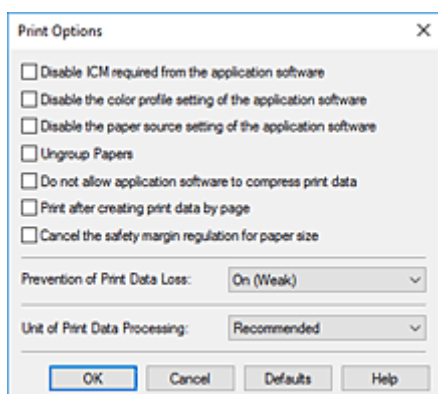 Print Options
Disable ICM required from the application software
Disable the color profile setting of the application software
Disable the paper source setting of the application software
Ungroup Papers
Do not allow application software to compress print data
Print after creating print data by page
Cancel the safety margin regulation for paper size
Prevention of Print Data Loss: On (Weak)
Unit of Print Data Processing: Recommended
OK Cancel Defaults Help